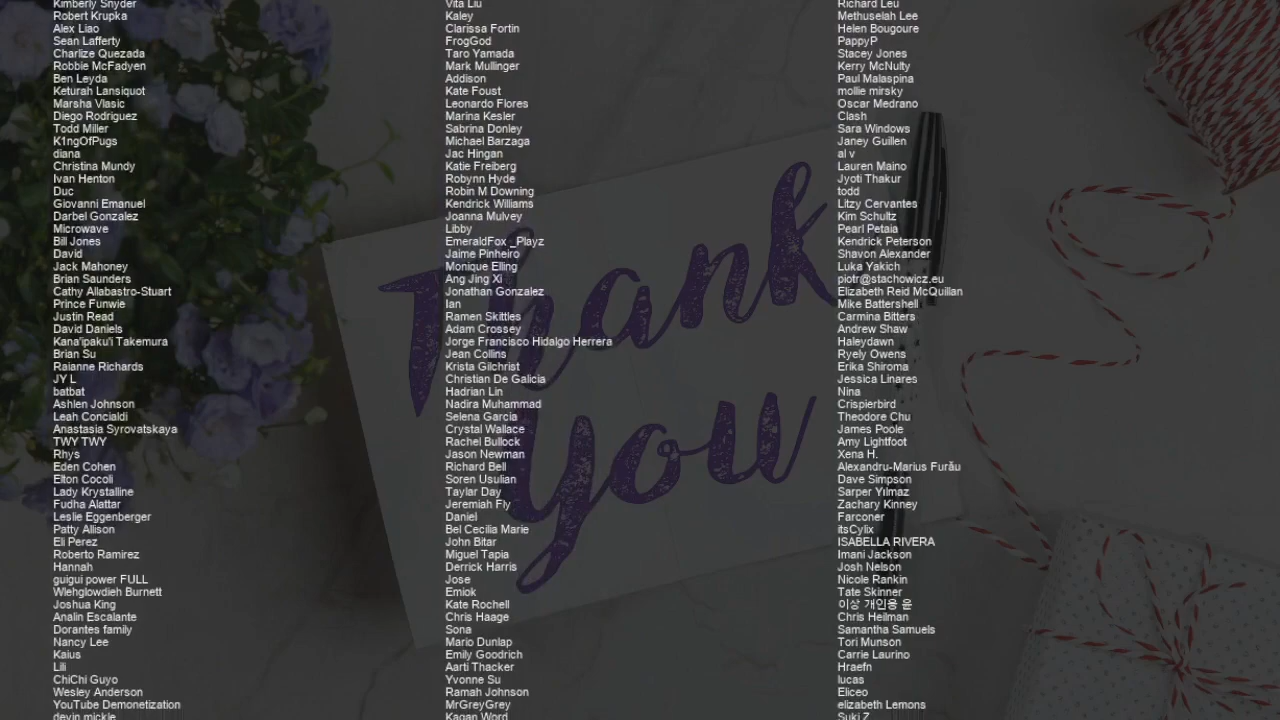 Kimberly Snyder
Robert Krupka
Alex Liao
Sean Lafferty
Charlize Quezada
Robbie McFadyen
Ben Leyda
Keturah Lansiquot
Marsha Vlasic
Diego Rodriguez
Todd Miller
K1ngOfPugs
diana
Christina Mundy
Ivan Henton
Duc
Giovanni Emanuel
Darbel Gonzalez
Microwave
Bill Jones
David
Jack Mahoney
Brian Saunders
Cathy Allabastro-Stuart
Prince Funwie
Justin Read
David Daniels
Kana'ipaku'i Takemura
Brian Su
Raianne Richards
JY L
batbat
Ashlen Johnson
Leah Concialdi
Anastasia Syrovatskaya
TWY TWY
Rhys
Eden Cohen
Elton Cocoli
Lady Krystalline
Fudha Alattar
Leslie Eggenberger
Patty Allison
Eli Perez
Roberto Ramirez
Hannah
guigui power FULL
Wlehglowdieh Burnett
Joshua King
Analin Escalante
Dorantes family
Nancy Lee
Kaius
Lili
ChiChi Guyo
Wesley Anderson
YouTube Demonetization
devin mickle
Vita Liu
Kaley
Clarissa Fortin
FrogGod
Taro Yamada
Mark Mullinger
Addison
Kate Foust
Leonardo Flores
Marina Kesler
Sabrina Donley
Michael Barzaga
Jac Hingan
Katie Freiberg
Robynn Hyde
Robin M Downing
Kendrick Williams
Joanna Mulvey
Libby
EmeraldFox _Playz
Jaime Pinheiro
Monique Elling
Ang Jing Xi
Jonathan Gonzalez
Ian
Ramen Skittles
Adam Crossey
Jorge Francisco Hidalgo Herrera
Jean Collins
Krista Gilchrist
Christian De Galicia
Hadrian Lin
Nadira Muhammad
Selena Garcia
Crystal Wallace
Rachel Bullock
Jason Newman
Richard Bell
Soren Usulian
Taylar Day
Jeremiah Fly
Daniel
Bel Cecilia Marie
John Bitar
Miguel Tapia
Derrick Harris
Jose
Emiok
Kate Rochell
Chris Haage
Sona
Mario Dunlap
Emily Goodrich
Aarti Thacker
Yvonne Su
Ramah Johnson
MrGreyGrey
Kagan Word
Richard Leu
Methuselah Lee
Helen Bougoure
PappyP
Stacey Jones
Kerry McNulty
Paul Malaspina
mollie mirsky
Oscar Medrano
Clash
Sara Windows
Janey Guillen
al v
Lauren Maino
Jyoti Thakur
todd
Litzy Cervantes
Kim Schultz
Pearl Petaia
Kendrick Peterson
Shavon Alexander
Luka Yakich
piotr@stachowicz.eu
Elizabeth Reid McQuillan
Mike Battershell
Carmina Bitters
Andrew Shaw
Haleydawn
Ryely Owens
Erika Shiroma
Jessica Linares
Nina
Crispierbird
Theodore Chu
James Poole
Amy Lightfoot
Xena H.
Alexandru-Marius Furău
Dave Simpson
Sarper Yılmaz
Zachary Kinney
Farconer
itsCylix
ISABELLA RIVERA
Imani Jackson
Josh Nelson
Nicole Rankin
Tate Skinner
이상 개인용 윤
Chris Heilman
Samantha Samuels
Tori Munson
Carrie Laurino
Hraefn
lucas
Eliceo
elizabeth Lemons
Suki Z
Thank
You